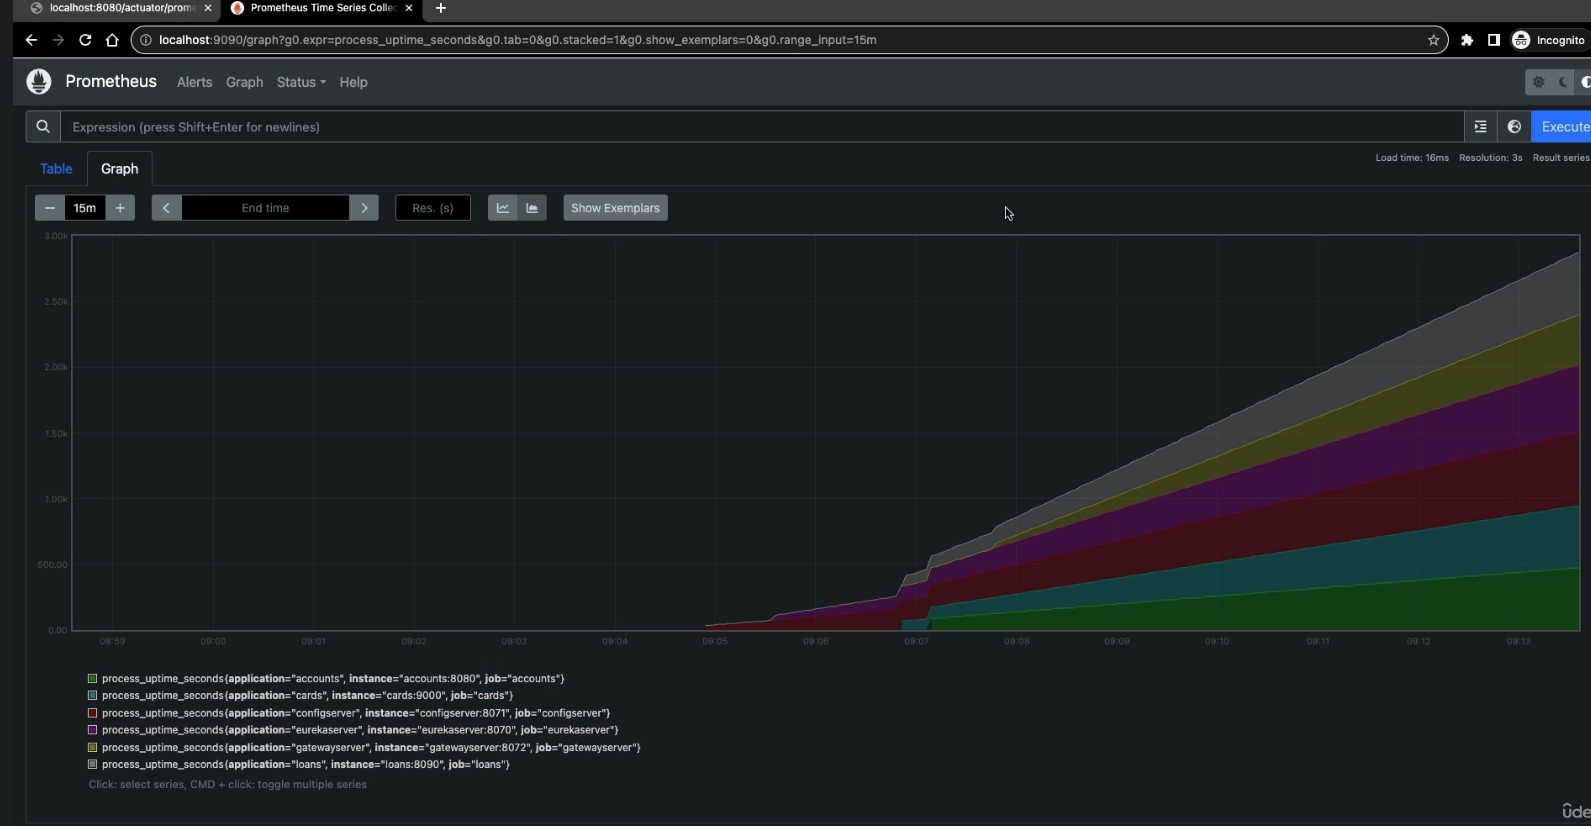 localhost:8080/actuator/prome
Prometheus Time Series Collec
localhost:9090/graph?g0.expr=process_uptime_seconds&g0.tab=0&g0.stacked=1&g0.show_exemplars=0&g0.range_input=15m
Incognito
Prometheus Alerts Graph Status Help
Expression (press Shift+Enter for newlines)
Execute
Table Graph
Load time: 16ms Resolution: 3s Result series
15m
End time
Res. (s)
Show Exemplars
3.00k
2.50k
2.00k
1.50k
1.00k
500.00
0.00
08:59 09:00 09:01 09:02 09:03 09:04 09:05 09:06 09:07 09:08 09:09 09:10 09:11 09:12 09:13
process_uptime_seconds{application="accounts", instance="accounts:8080", job="accounts"}
process_uptime_seconds{application="cards", instance="cards:9000", job="cards"}
process_uptime_seconds{application="configserver", instance="configserver:8071", job="configserver"}
process_uptime_seconds{application="eurekaserver", instance="eurekaserver:8070", job="eurekaserver"}
process_uptime_seconds{application="gatewayserver", instance="gatewayserver:8072", job="gatewayserver"}
process_uptime_seconds{application="loans", instance="loans:8090", job="loans"}
Click: select series, CMD + click: toggle multiple series
ude